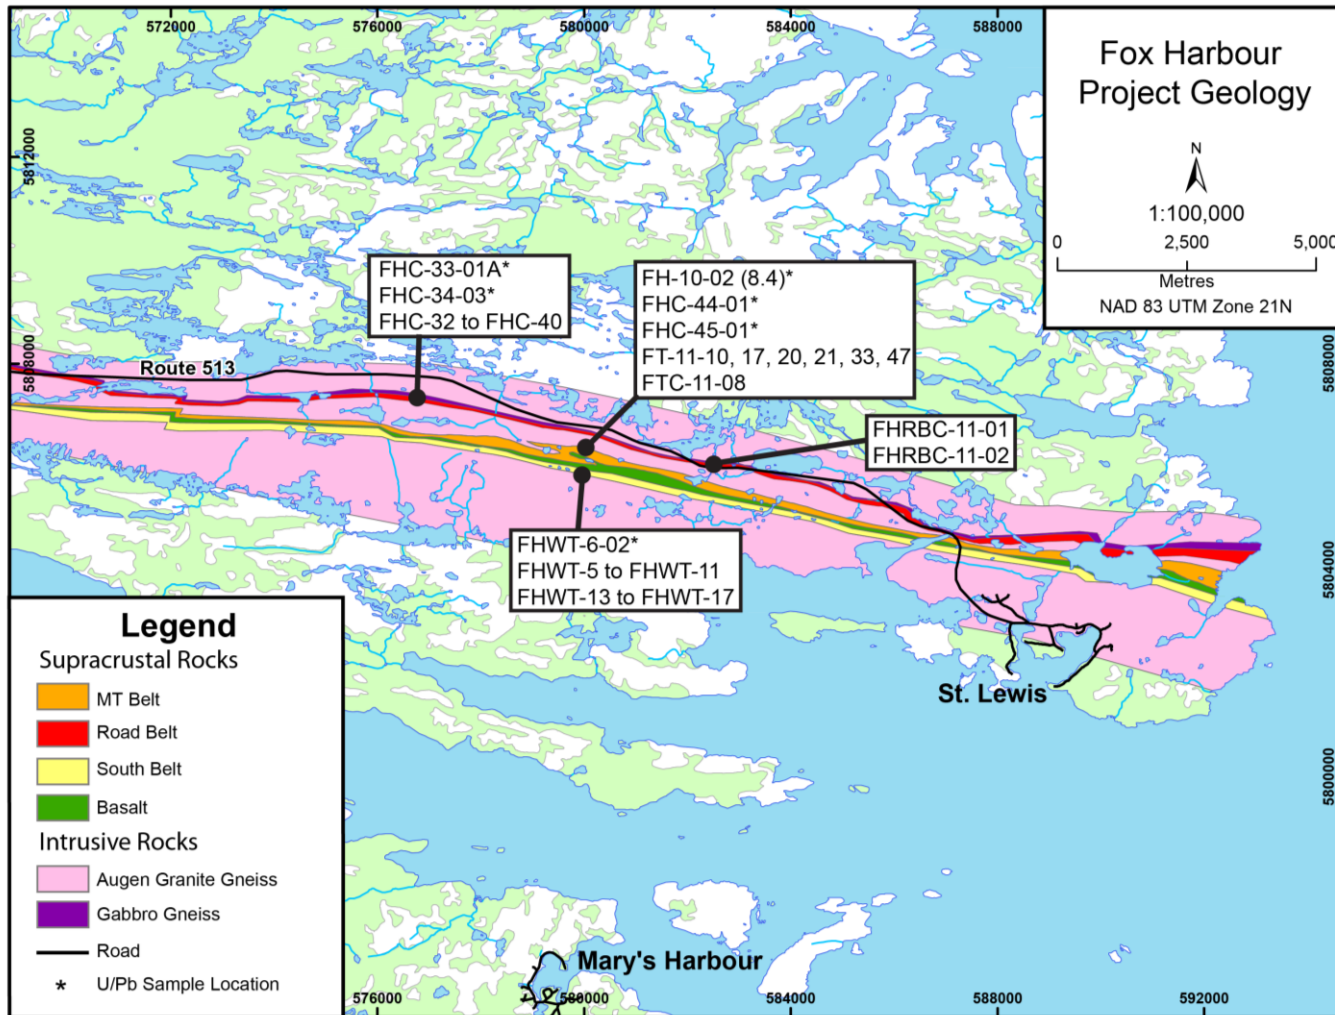 572000
576000
580000
584000
588000
Fox Harbour
Project Geology
N
1:100,000
0
2,500
5,000
Metres
NAD 83 UTM Zone 21N
5812000
5808000
5808000
5804000
5800000
FHC-33-01A*
FHC-34-03*
FHC-32 to FHC-40
FH-10-02 (8.4)*
FHC-44-01*
FHC-45-01*
FT-11-10, 17, 20, 21, 33, 47
FTC-11-08
Route 513
FHRBC-11-01
FHRBC-11-02
FHWT-6-02*
FHWT-5 to FHWT-11
FHWT-13 to FHWT-17
St. Lewis
Mary's Harbour
Legend
Supracrustal Rocks
MT Belt
Road Belt
South Belt
Basalt
Intrusive Rocks
Augen Granite Gneiss
Gabbro Gneiss
Road
* U/Pb Sample Location
576000
580000
584000
588000
592000